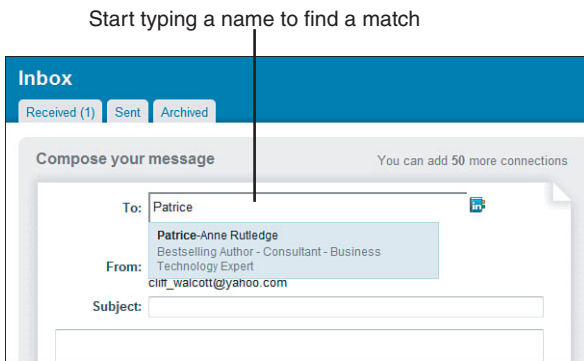 Start typing a name to find a match
Inbox
Received (1) Sent Archived
Compose your message You can add 50 more connections
To: Patrice
in
Patrice-Anne Rutledge
Bestselling Author - Consultant - Business
Technology Expert
From:
cliff_walcott@yahoo.com
Subject: